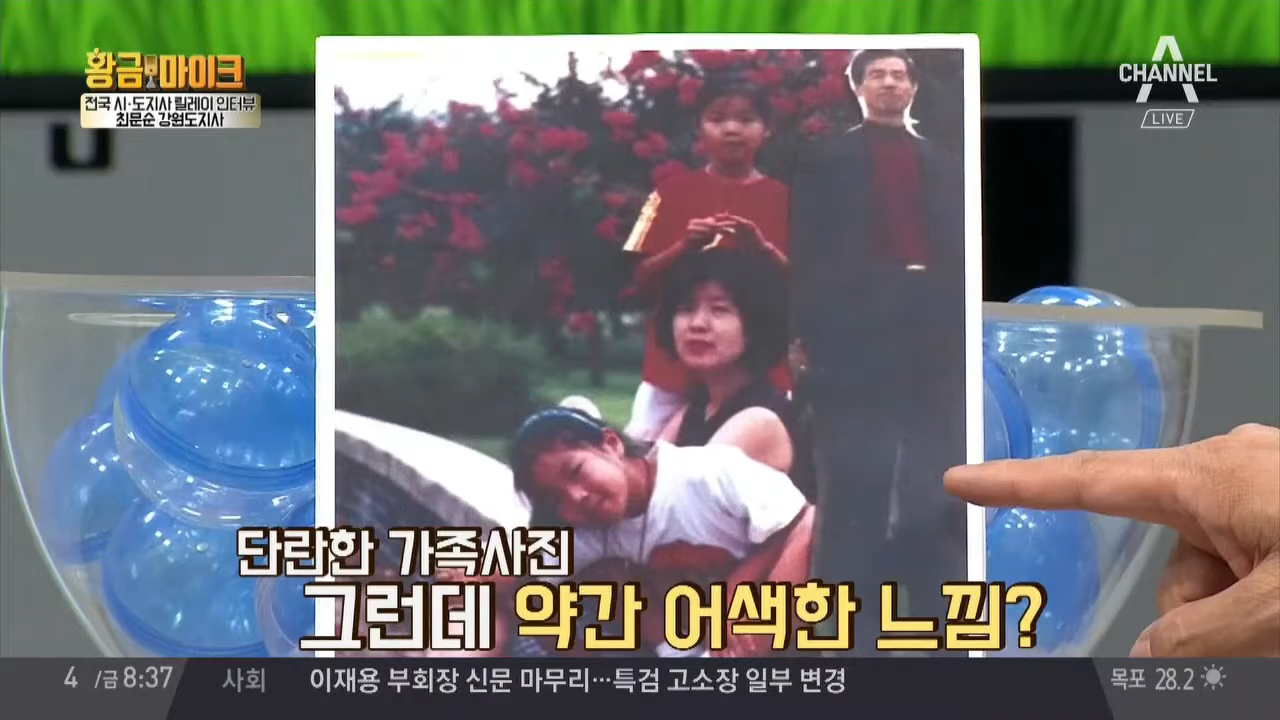 황금마이크
전국 시·도지사 릴레이 인터뷰
최문순 강원도지사
CHANNEL A
LIVE
단란한 가족사진
그런데 약간 어색한 느낌?
4 /금 8:37 사회 이재용 부회장 신문 마무리…특검 고소장 일부 변경 목포 28.2